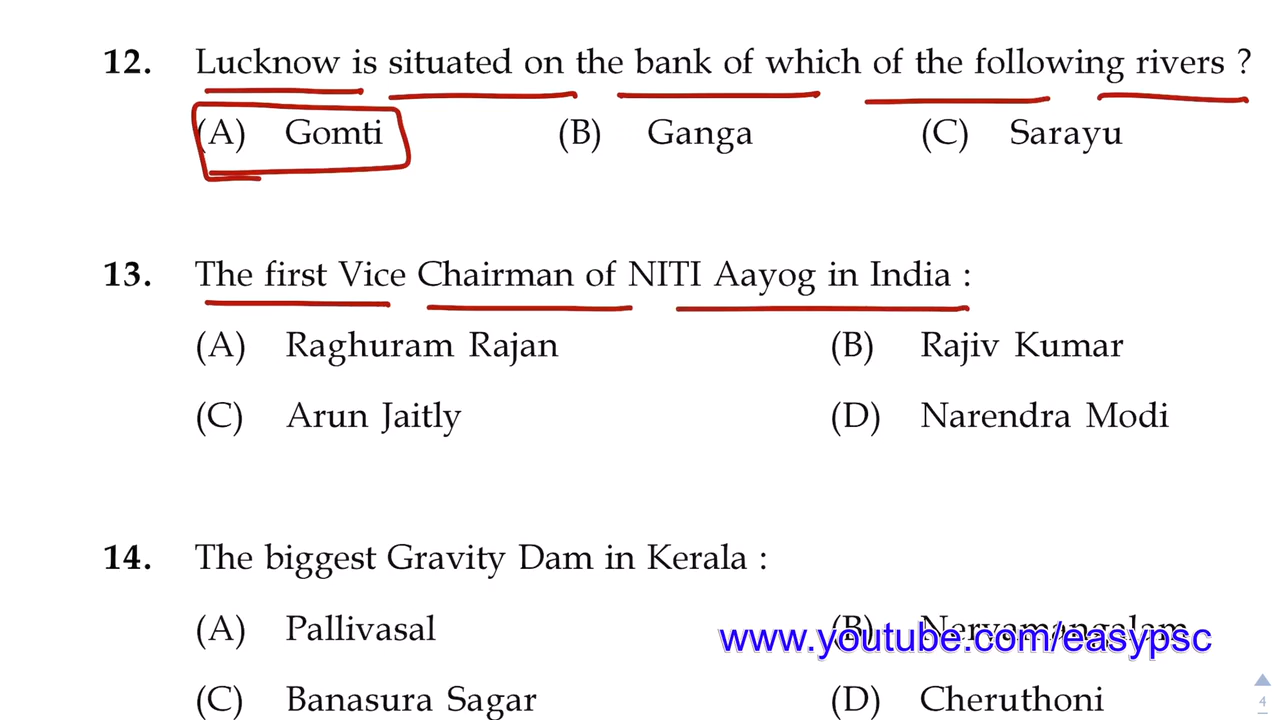 12. Lucknow is situated on the bank of which of the following rivers ?
(A) Gomti (B) Ganga (C) Sarayu
13. The first Vice Chairman of NITI Aayog in India :
(A) Raghuram Rajan (B) Rajiv Kumar
(C) Arun Jaitly (D) Narendra Modi
14. The biggest Gravity Dam in Kerala :
(A) Pallivasal (B) Neryamangalam
www.youtube.com/easypsc
(C) Banasura Sagar (D) Cheruthoni
4